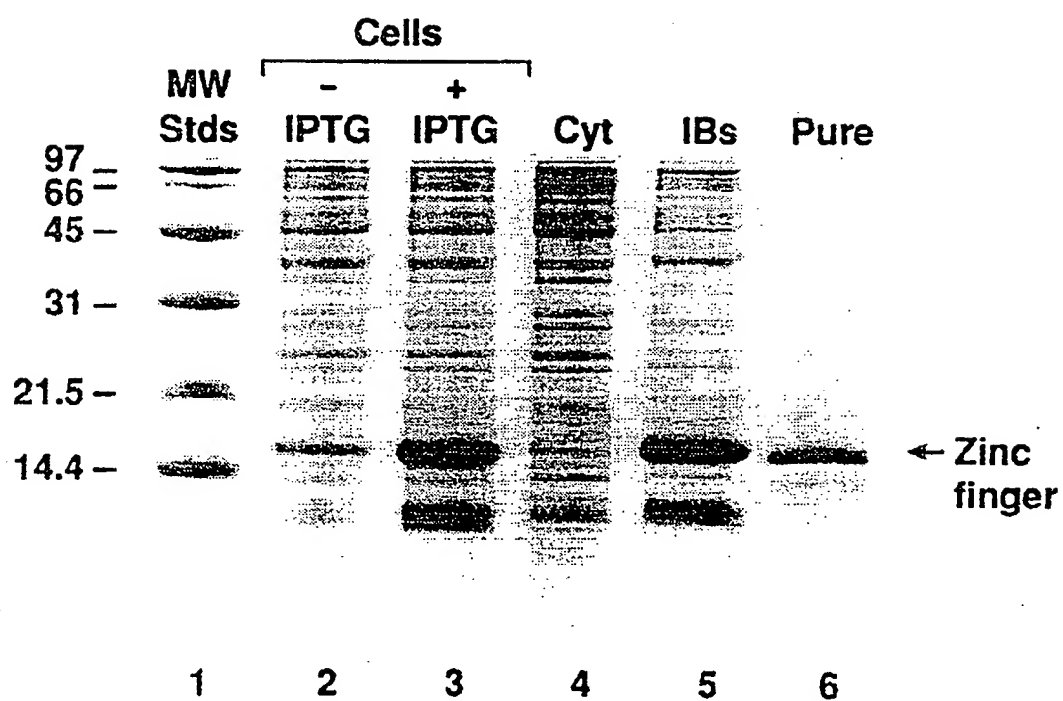 Cells
MW - +
Stds IPTG IPTG Cyt IBs Pure
97 –
66 –
45 –
31 –
21.5 –
14.4 –
← Zinc
finger
1 2 3 4 5 6